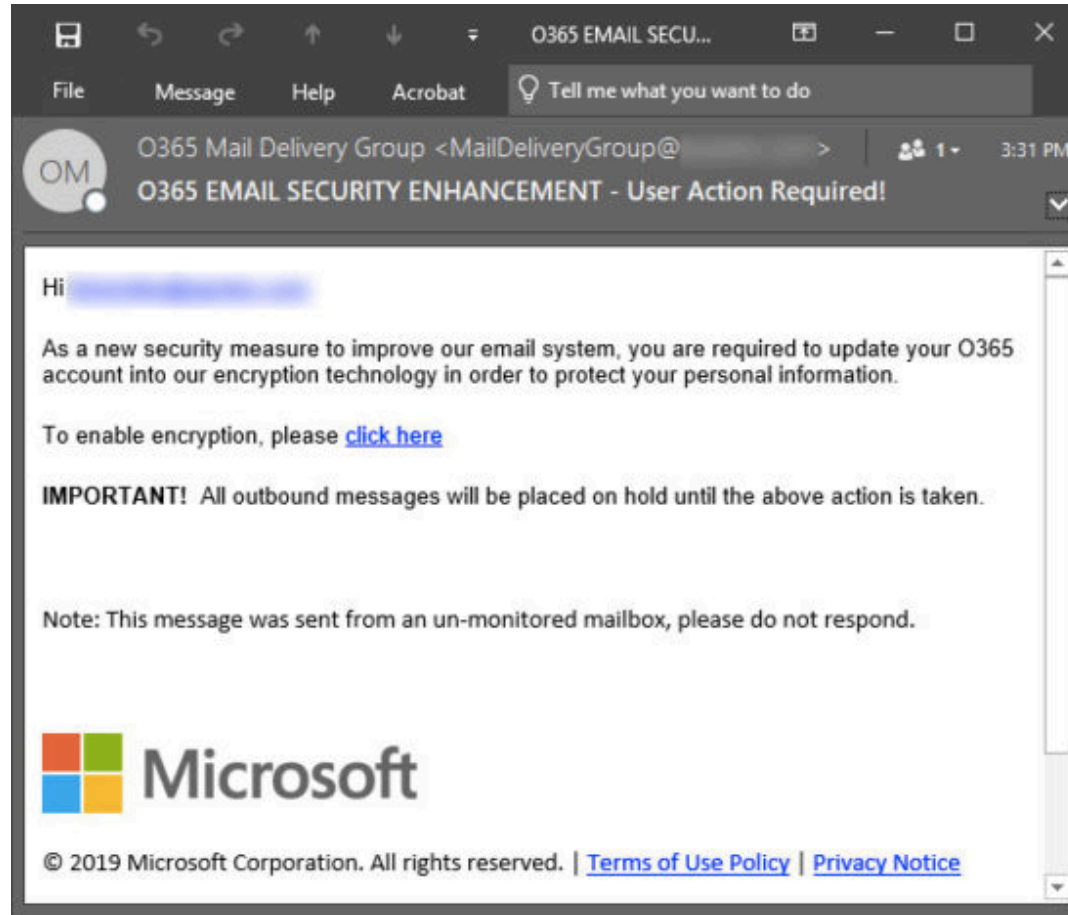 O365 EMAIL SECU...
File Message Help Acrobat Tell me what you want to do
OM
O365 Mail Delivery Group <MailDeliveryGroup@ > 1 3:31 PM
O365 EMAIL SECURITY ENHANCEMENT - User Action Required!
Hi
As a new security measure to improve our email system, you are required to update your O365
account into our encryption technology in order to protect your personal information.
To enable encryption, please click here
IMPORTANT! All outbound messages will be placed on hold until the above action is taken.
Note: This message was sent from an un-monitored mailbox, please do not respond.
Microsoft
© 2019 Microsoft Corporation. All rights reserved. | Terms of Use Policy | Privacy Notice